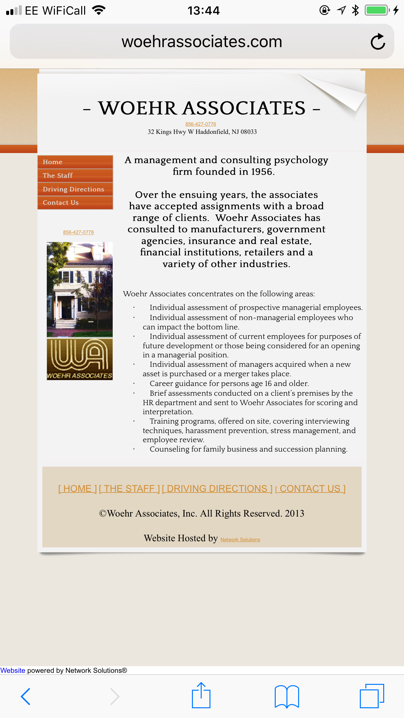 EE WiFiCall 13:44
woehrassociates.com
– WOEHR ASSOCIATES –
856-427-0776
32 Kings Hwy W Haddonfield, NJ 08033
Home
The Staff
Driving Directions
Contact Us
856-427-0776
WA
WOEHR ASSOCIATES
A management and consulting psychology
firm founded in 1956.
Over the ensuing years, the associates
have accepted assignments with a broad
range of clients. Woehr Associates has
consulted to manufacturers, government
agencies, insurance and real estate,
financial institutions, retailers and a
variety of other industries.
Woehr Associates concentrates on the following areas:
· Individual assessment of prospective managerial employees.
· Individual assessment of non-managerial employees who
can impact the bottom line.
· Individual assessment of current employees for purposes of
future development or those being considered for an opening
in a managerial position.
· Individual assessment of managers acquired when a new
asset is purchased or a merger takes place.
· Career guidance for persons age 16 and older.
· Brief assessments conducted on a client's premises by the
HR department and sent to Woehr Associates for scoring and
interpretation.
· Training programs, offered on site, covering interviewing
techniques, harassment prevention, stress management, and
employee review.
· Counseling for family business and succession planning.
[ HOME ] [ THE STAFF ] [ DRIVING DIRECTIONS ] [ CONTACT US ]
©Woehr Associates, Inc. All Rights Reserved. 2013
Website Hosted by Network Solutions
Website powered by Network Solutions®